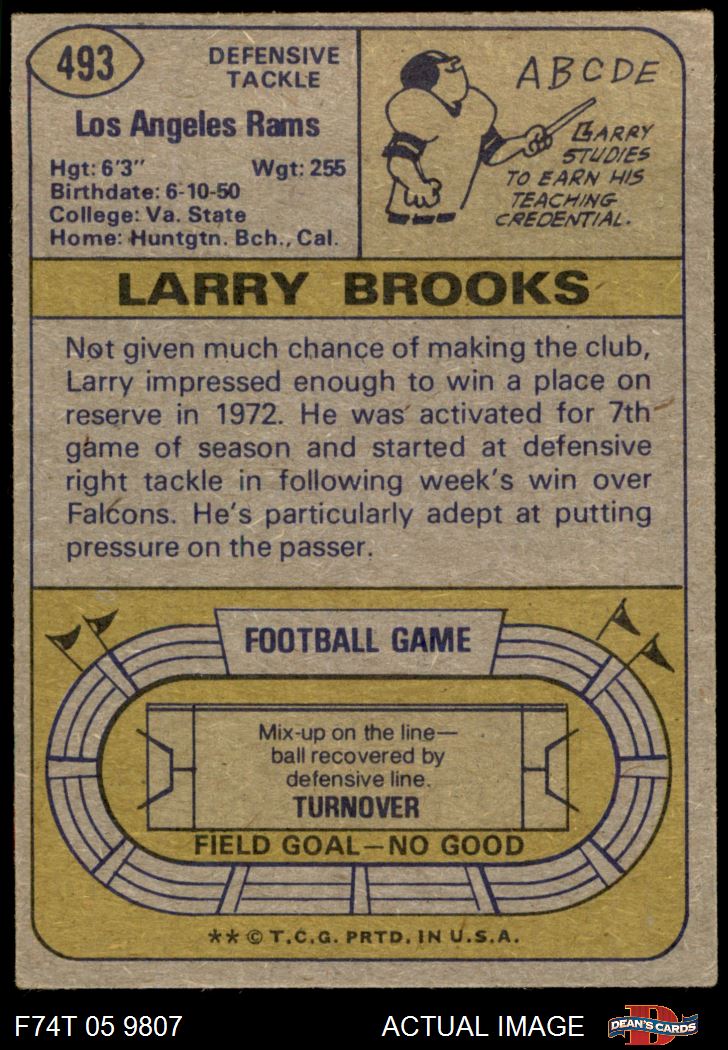 493
DEFENSIVE
TACKLE
Los Angeles Rams
Hgt: 6'3" Wgt: 255
Birthdate: 6-10-50
College: Va. State
Home: Huntgtn. Bch., Cal.
ABCDE
LARRY
STUDIES
TO EARN HIS
TEACHING
CREDENTIAL.
LARRY BROOKS
Not given much chance of making the club,
Larry impressed enough to win a place on
reserve in 1972. He was activated for 7th
game of season and started at defensive
right tackle in following week's win over
Falcons. He's particularly adept at putting
pressure on the passer.
FOOTBALL GAME
Mix-up on the line—
ball recovered by
defensive line.
TURNOVER
FIELD GOAL—NO GOOD
** © T.C.G. PRTD. IN U.S.A.
F74T 05 9807 ACTUAL IMAGE
D
DEAN'S CARDS